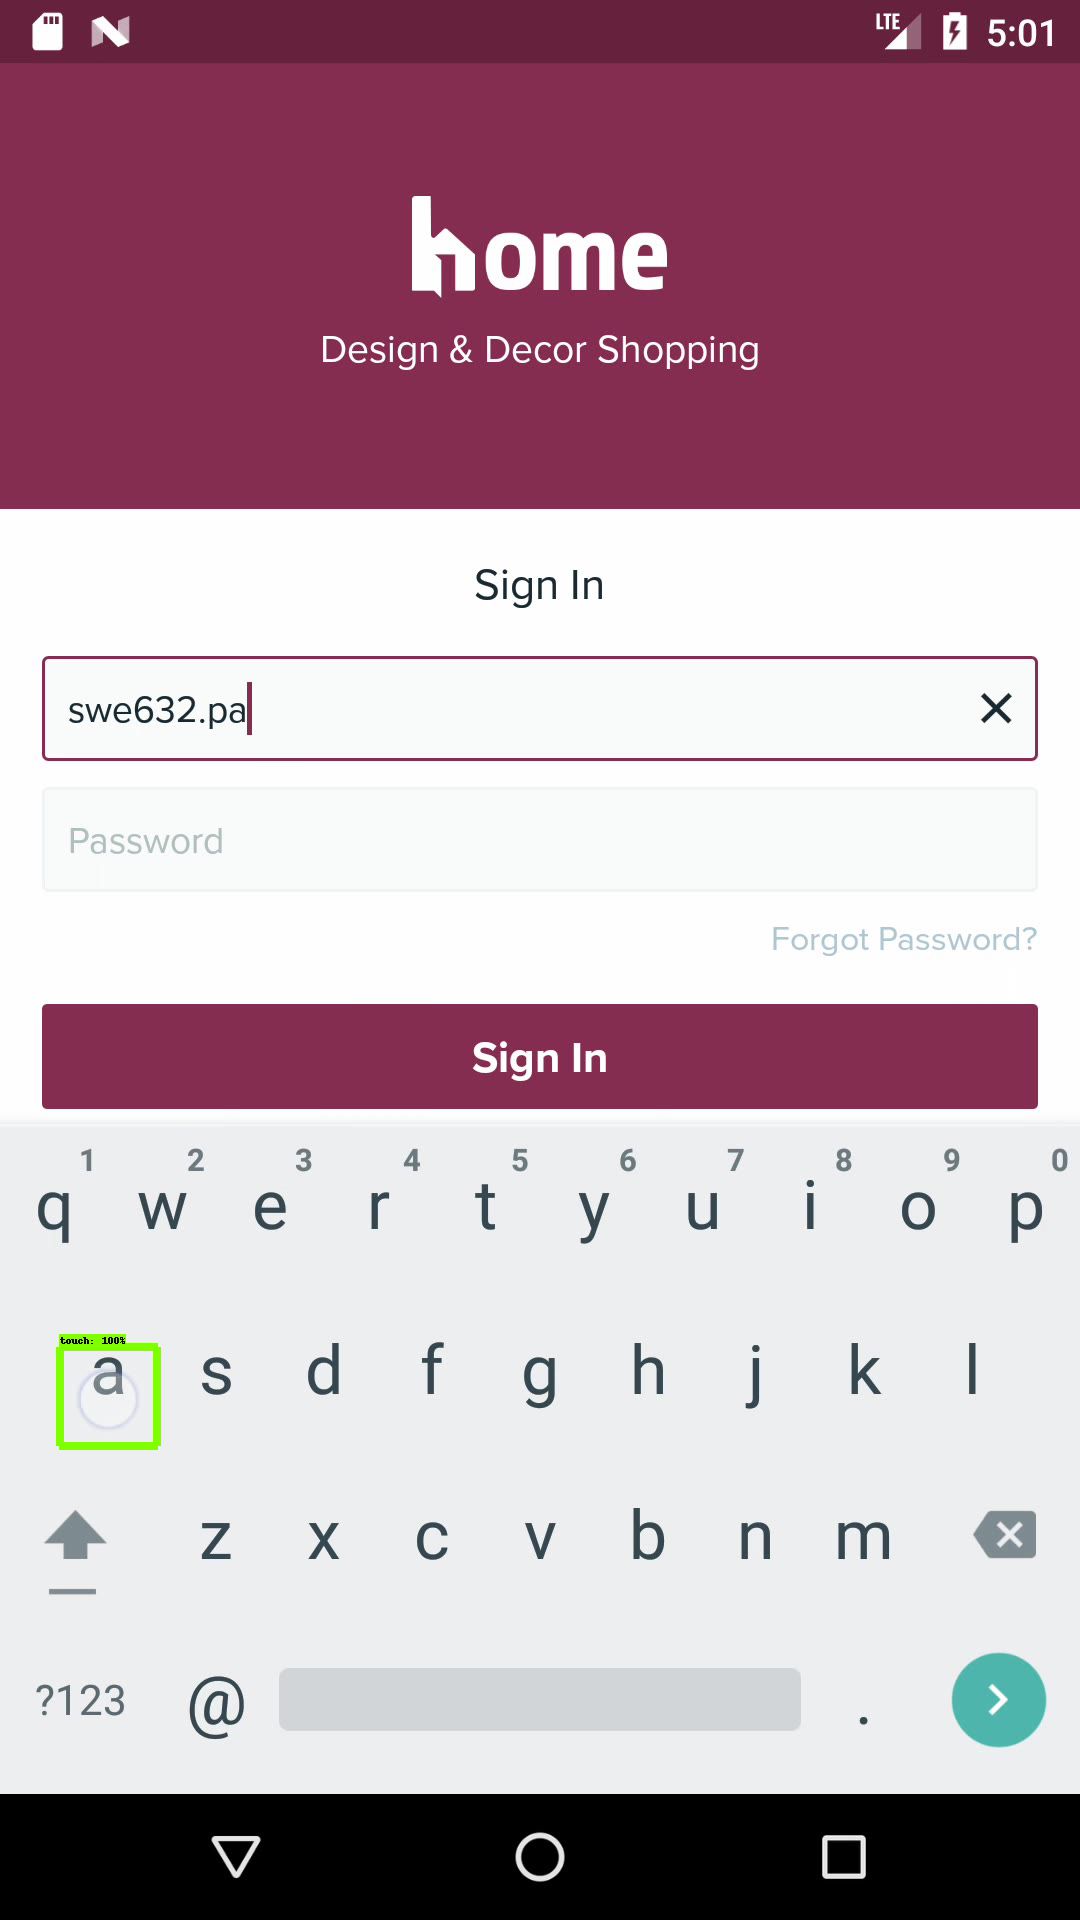 LTE 5:01
home
Design & Decor Shopping
Sign In
swe632.pa
Password
Forgot Password?
Sign In
1 2 3 4 5 6 7 8 9 0
q w e r t y u i o p
touch: 100%
a s d f g h j k l
z x c v b n m
?123 @ .